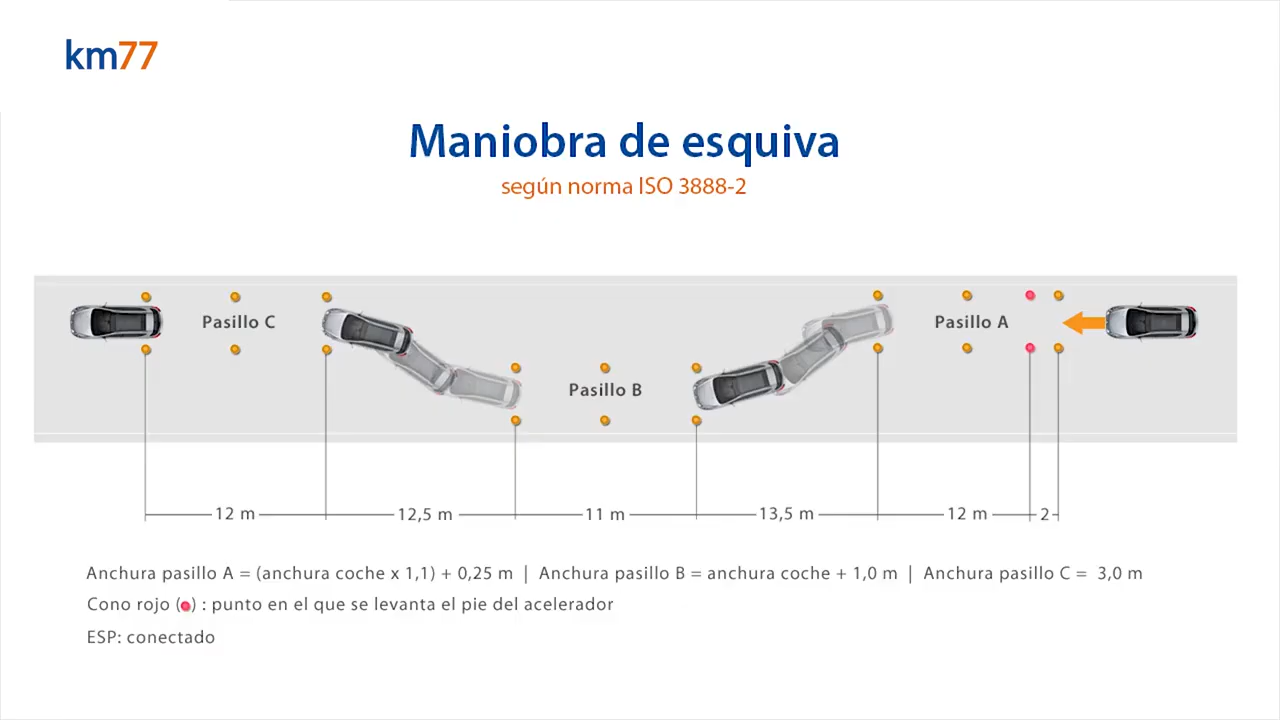 km77
Maniobra de esquiva
según norma ISO 3888-2
Pasillo C
Pasillo A
Pasillo B
12 m
12,5 m
11 m
13,5 m
12 m
2
Anchura pasillo A = (anchura coche x 1,1) + 0,25 m | Anchura pasillo B = anchura coche + 1,0 m | Anchura pasillo C = 3,0 m
Cono rojo ( ) : punto en el que se levanta el pie del acelerador
ESP: conectado